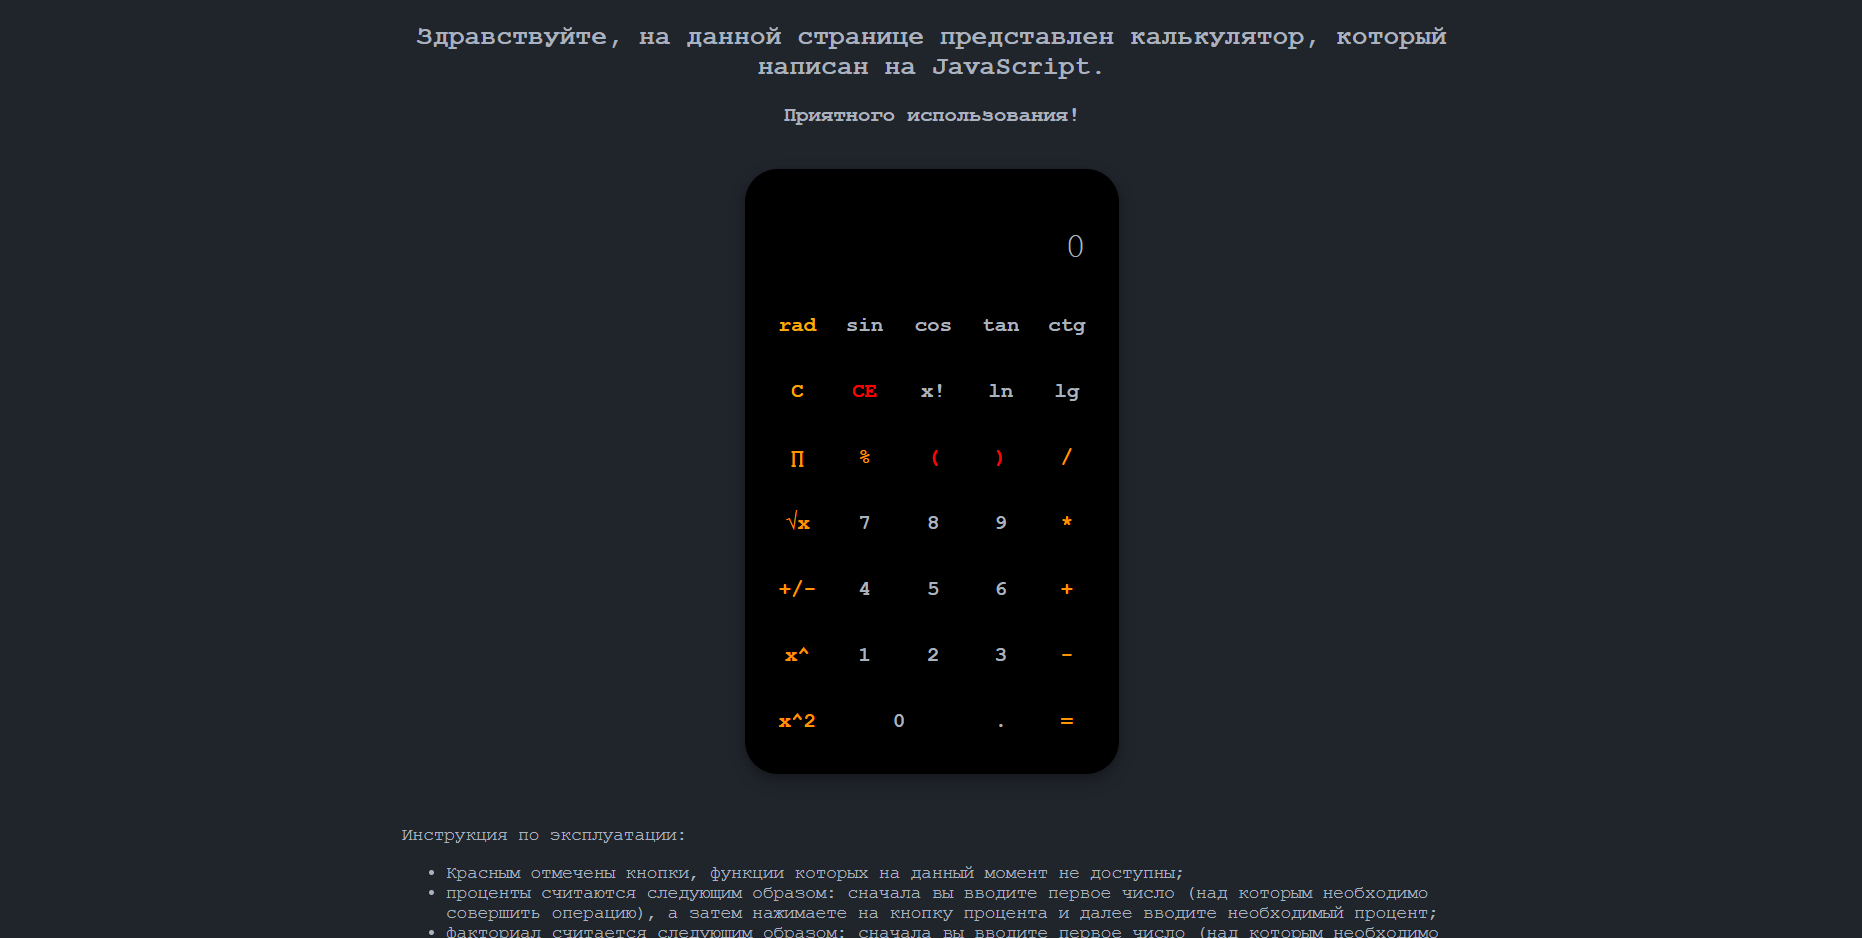 Здравствуйте, на данной странице представлен калькулятор, который
написан на JavaScript.
Приятного использования!
0
rad sin cos tan ctg
C CE x! ln lg
∏ % ( ) /
√x 7 8 9 *
+/- 4 5 6 +
x^ 1 2 3 -
x^2 0 . =
Инструкция по эксплуатации:
• Красным отмечены кнопки, функции которых на данный момент не доступны;
• проценты считаются следующим образом: сначала вы вводите первое число (над которым необходимо
совершить операцию), а затем нажимаете на кнопку процента и далее вводите необходимый процент;
• факториал считается следующим образом: сначала вы вводите первое число (над которым необходимо